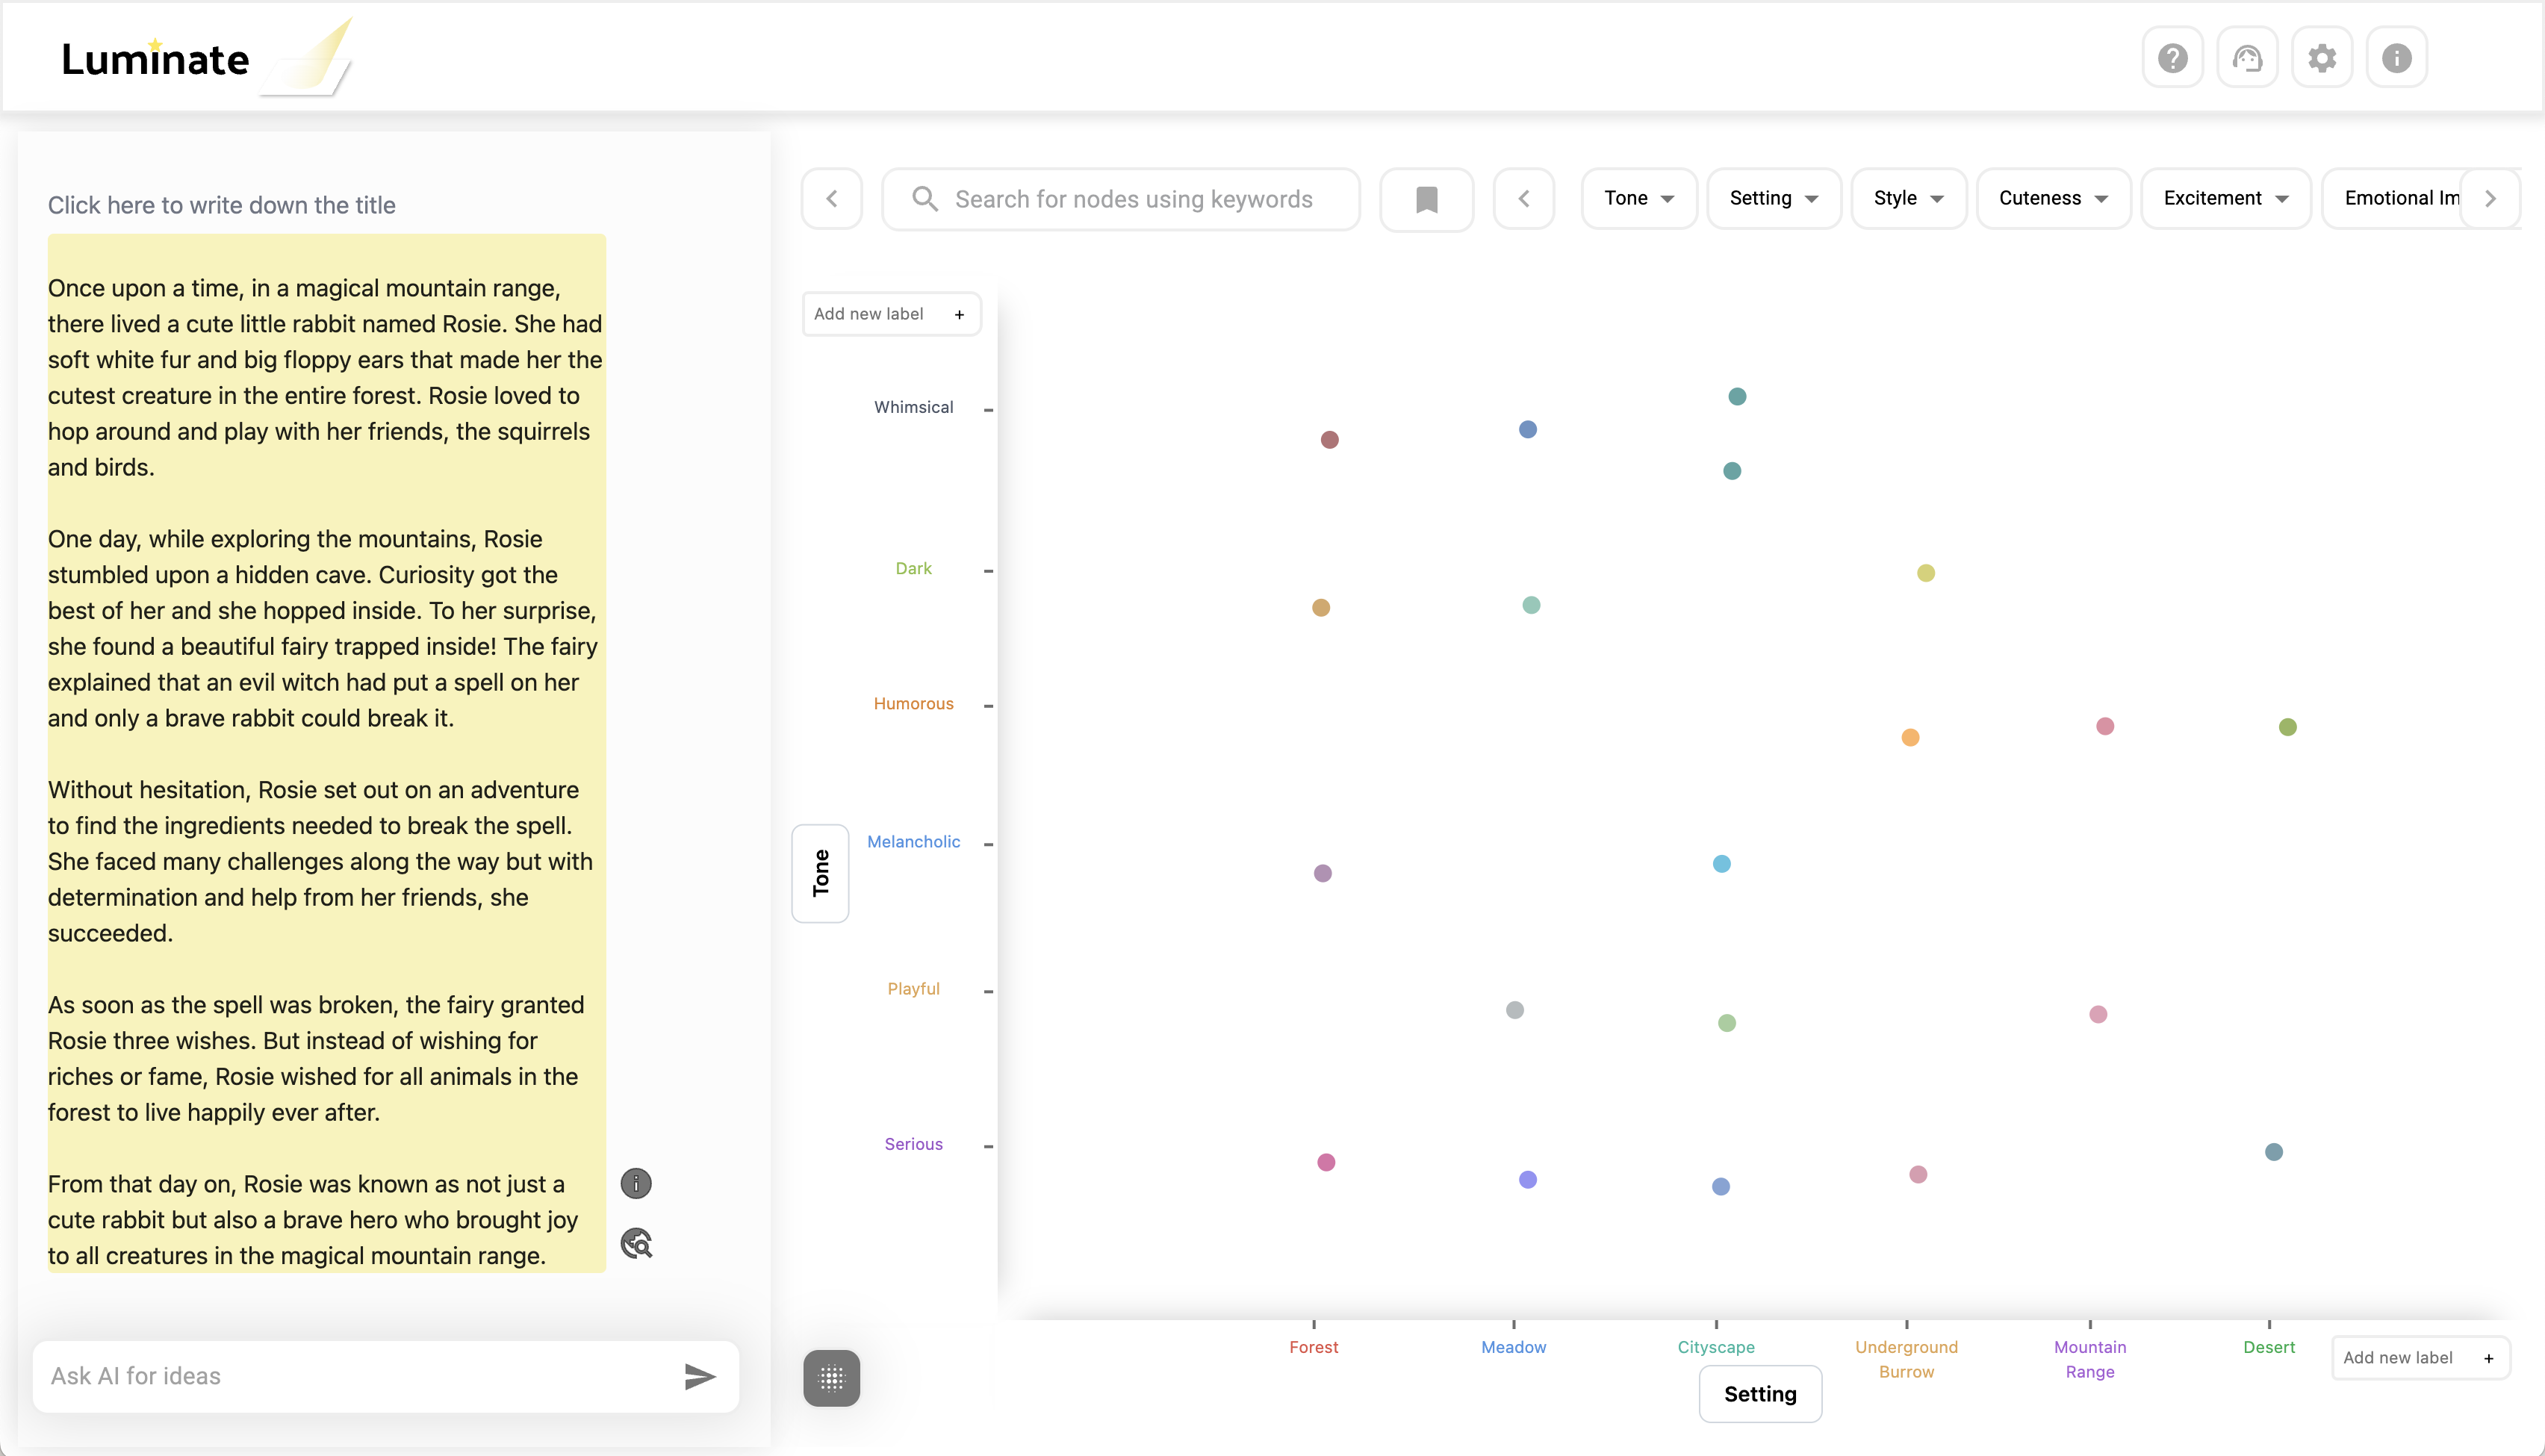 Luminate
Click here to write down the title
Once upon a time, in a magical mountain range,
there lived a cute little rabbit named Rosie. She had
soft white fur and big floppy ears that made her the
cutest creature in the entire forest. Rosie loved to
hop around and play with her friends, the squirrels
and birds.
One day, while exploring the mountains, Rosie
stumbled upon a hidden cave. Curiosity got the
best of her and she hopped inside. To her surprise,
she found a beautiful fairy trapped inside! The fairy
explained that an evil witch had put a spell on her
and only a brave rabbit could break it.
Without hesitation, Rosie set out on an adventure
to find the ingredients needed to break the spell.
She faced many challenges along the way but with
determination and help from her friends, she
succeeded.
As soon as the spell was broken, the fairy granted
Rosie three wishes. But instead of wishing for
riches or fame, Rosie wished for all animals in the
forest to live happily ever after.
From that day on, Rosie was known as not just a
cute rabbit but also a brave hero who brought joy
to all creatures in the magical mountain range.
Ask AI for ideas
Search for nodes using keywords
Tone
Setting
Style
Cuteness
Excitement
Emotional Im
Add new label +
Whimsical
Dark
Humorous
Melancholic
Playful
Serious
Tone
Forest
Meadow
Cityscape
Underground
Burrow
Mountain
Range
Desert
Add new label +
Setting